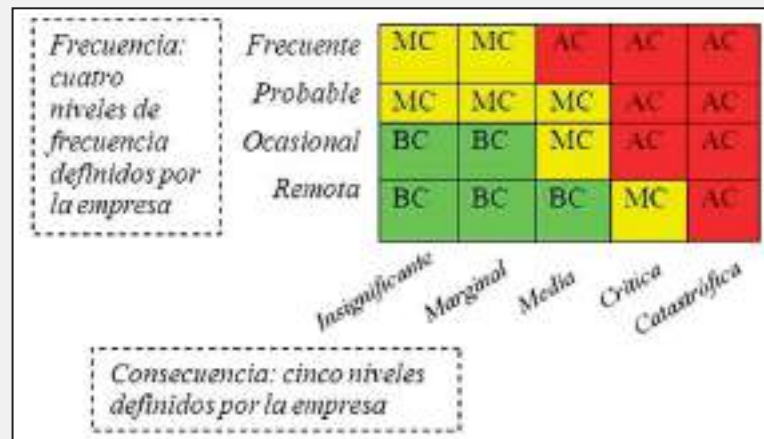 Frecuencia:
cuatro
niveles de
frecuencia
definidos por
la empresa
Frecuente MC MC AC AC AC
Probable MC MC MC AC AC
Ocasional BC BC MC AC AC
Remota BC BC BC MC AC
Insignificante Marginal Media Crítica Catastrófica
Consecuencia: cinco niveles
definidos por la empresa